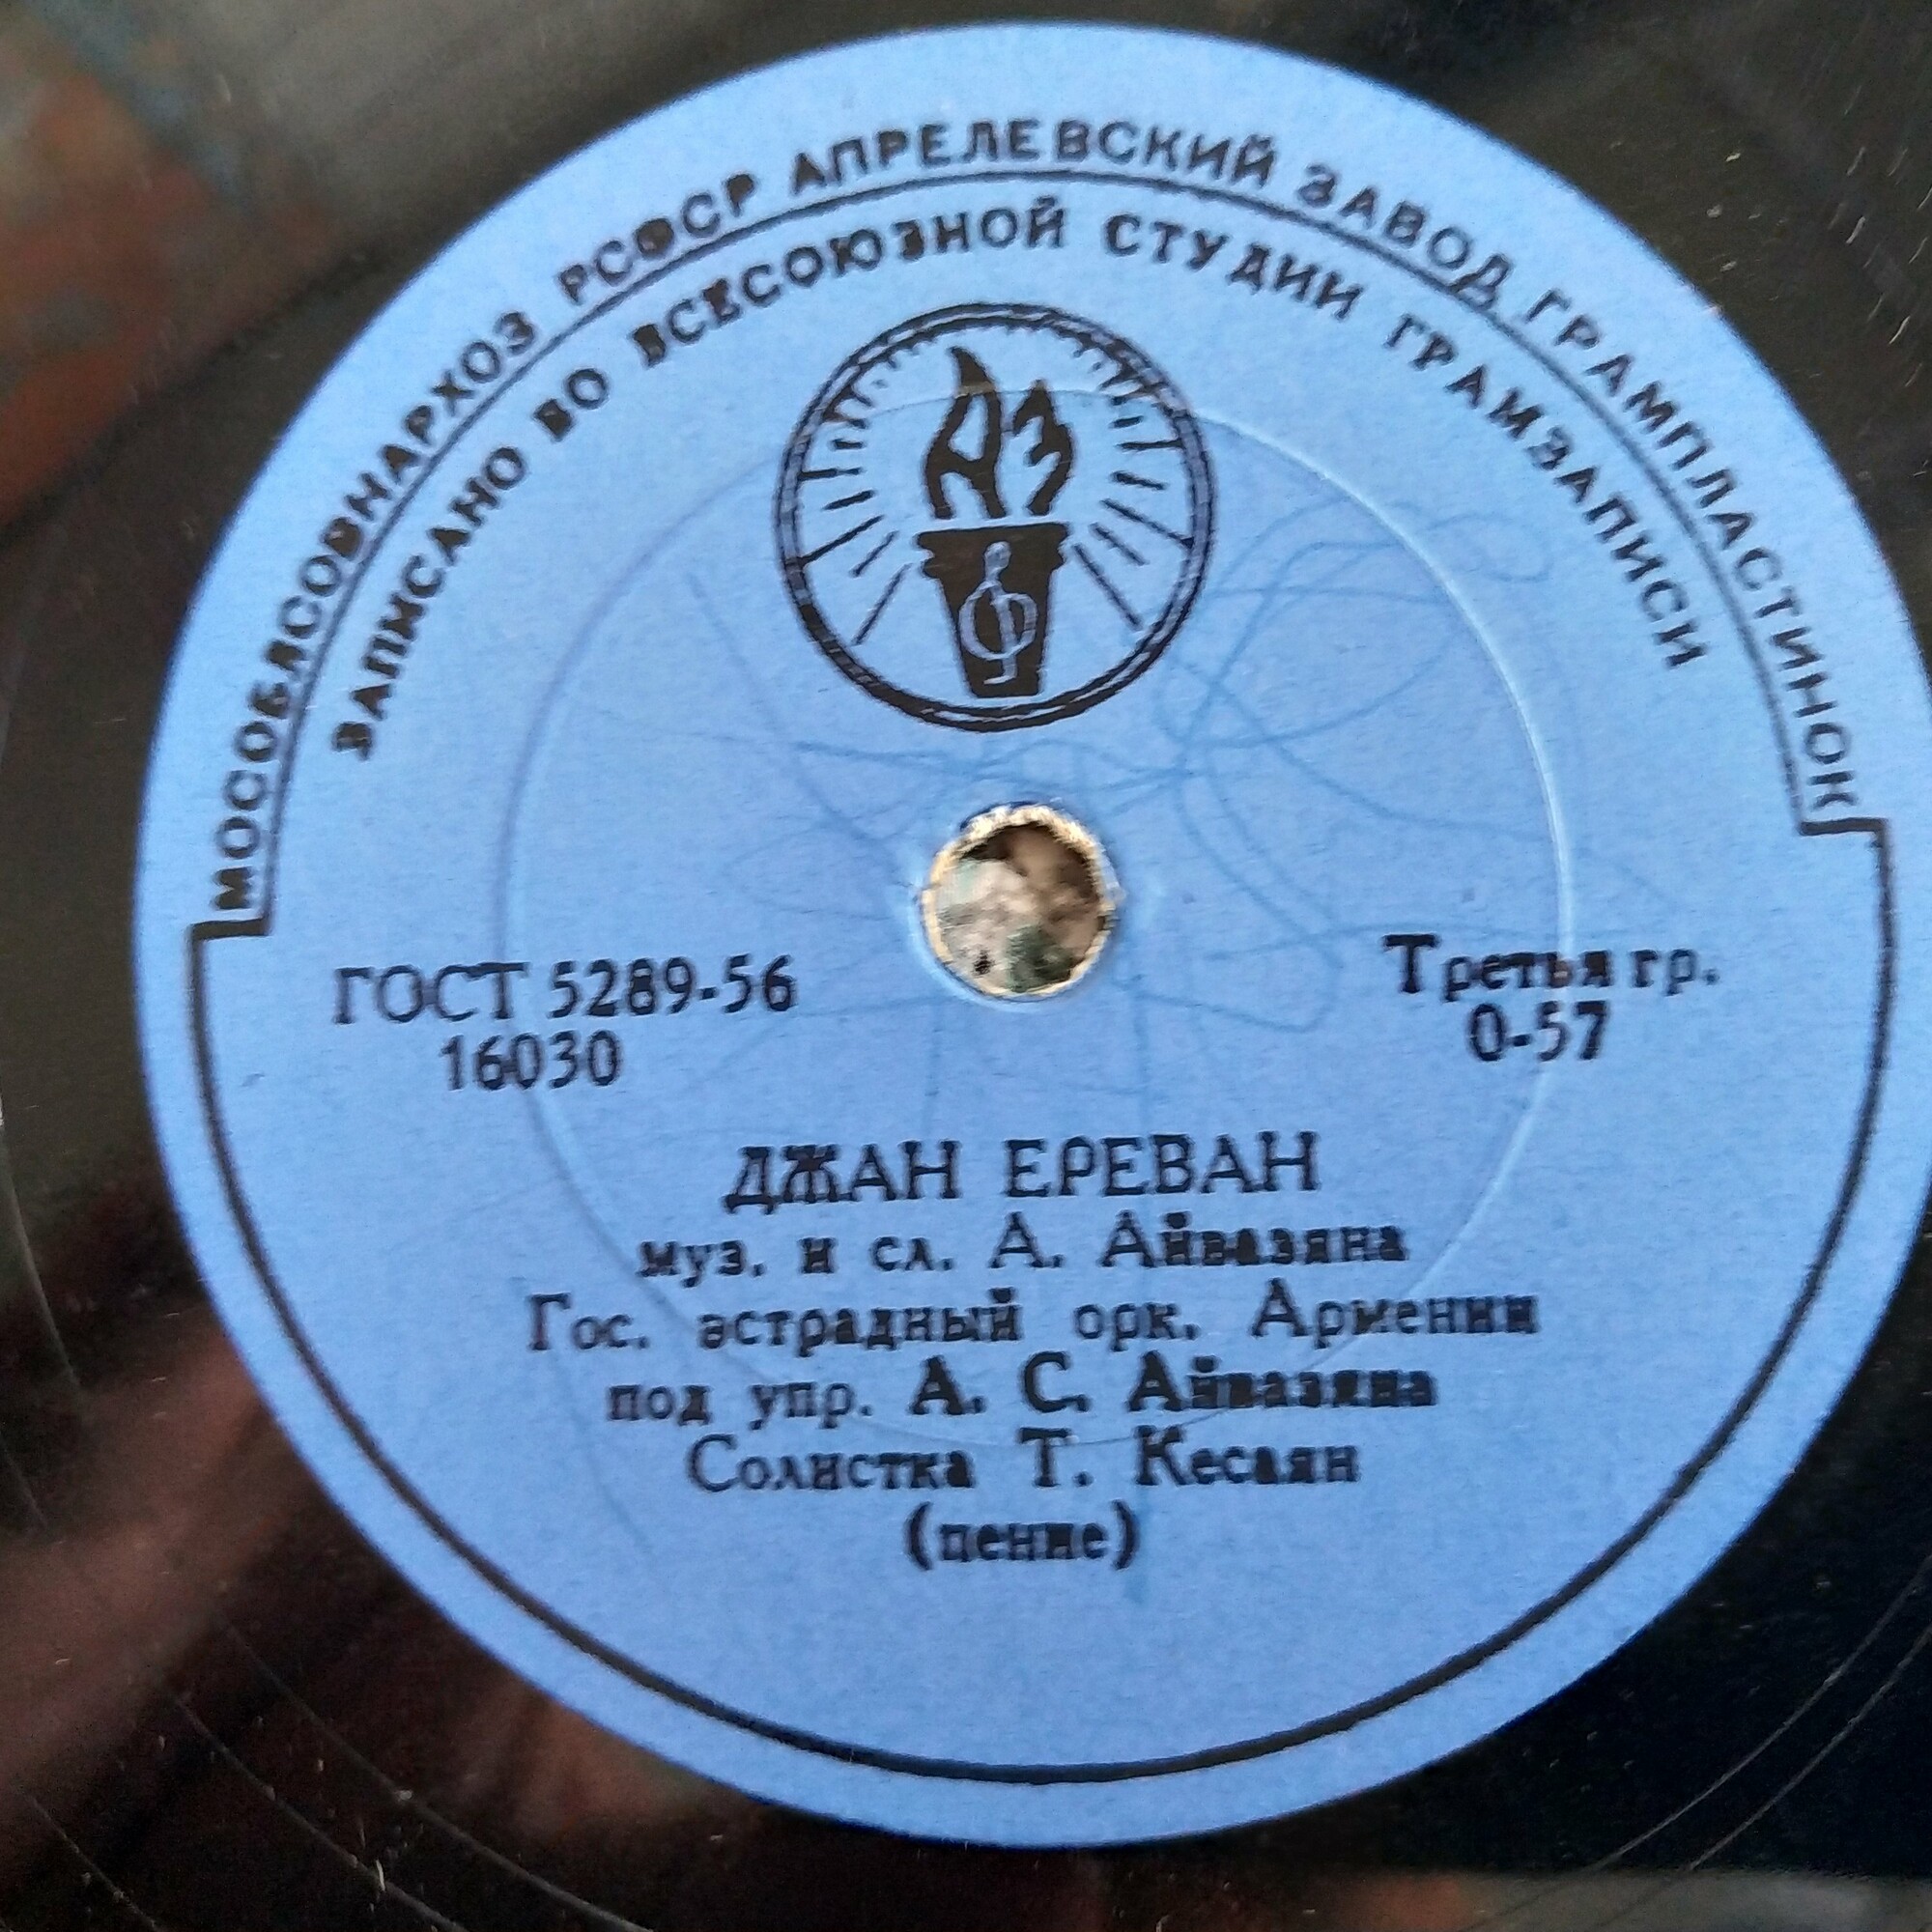 МОСОБЛСОВНАРХОЗ РСФСР АПРЕЛЕВСКИЙ ЗАВОД ГРАМПЛАСТИНОК
ЗАПИСАНО ВО ВСЕСОЮЗНОЙ СТУДИИ ГРАМЗАПИСИ
АЗ
ГОСТ 5289-56
16030
Третья гр.
0-57
ДЖАН ЕРЕВАН
муз. и сл. А. Айвазяна
Гос. эстрадный орк. Армении
под упр. А. С. Айвазяна
Солистка Т. Кесаян
(пение)